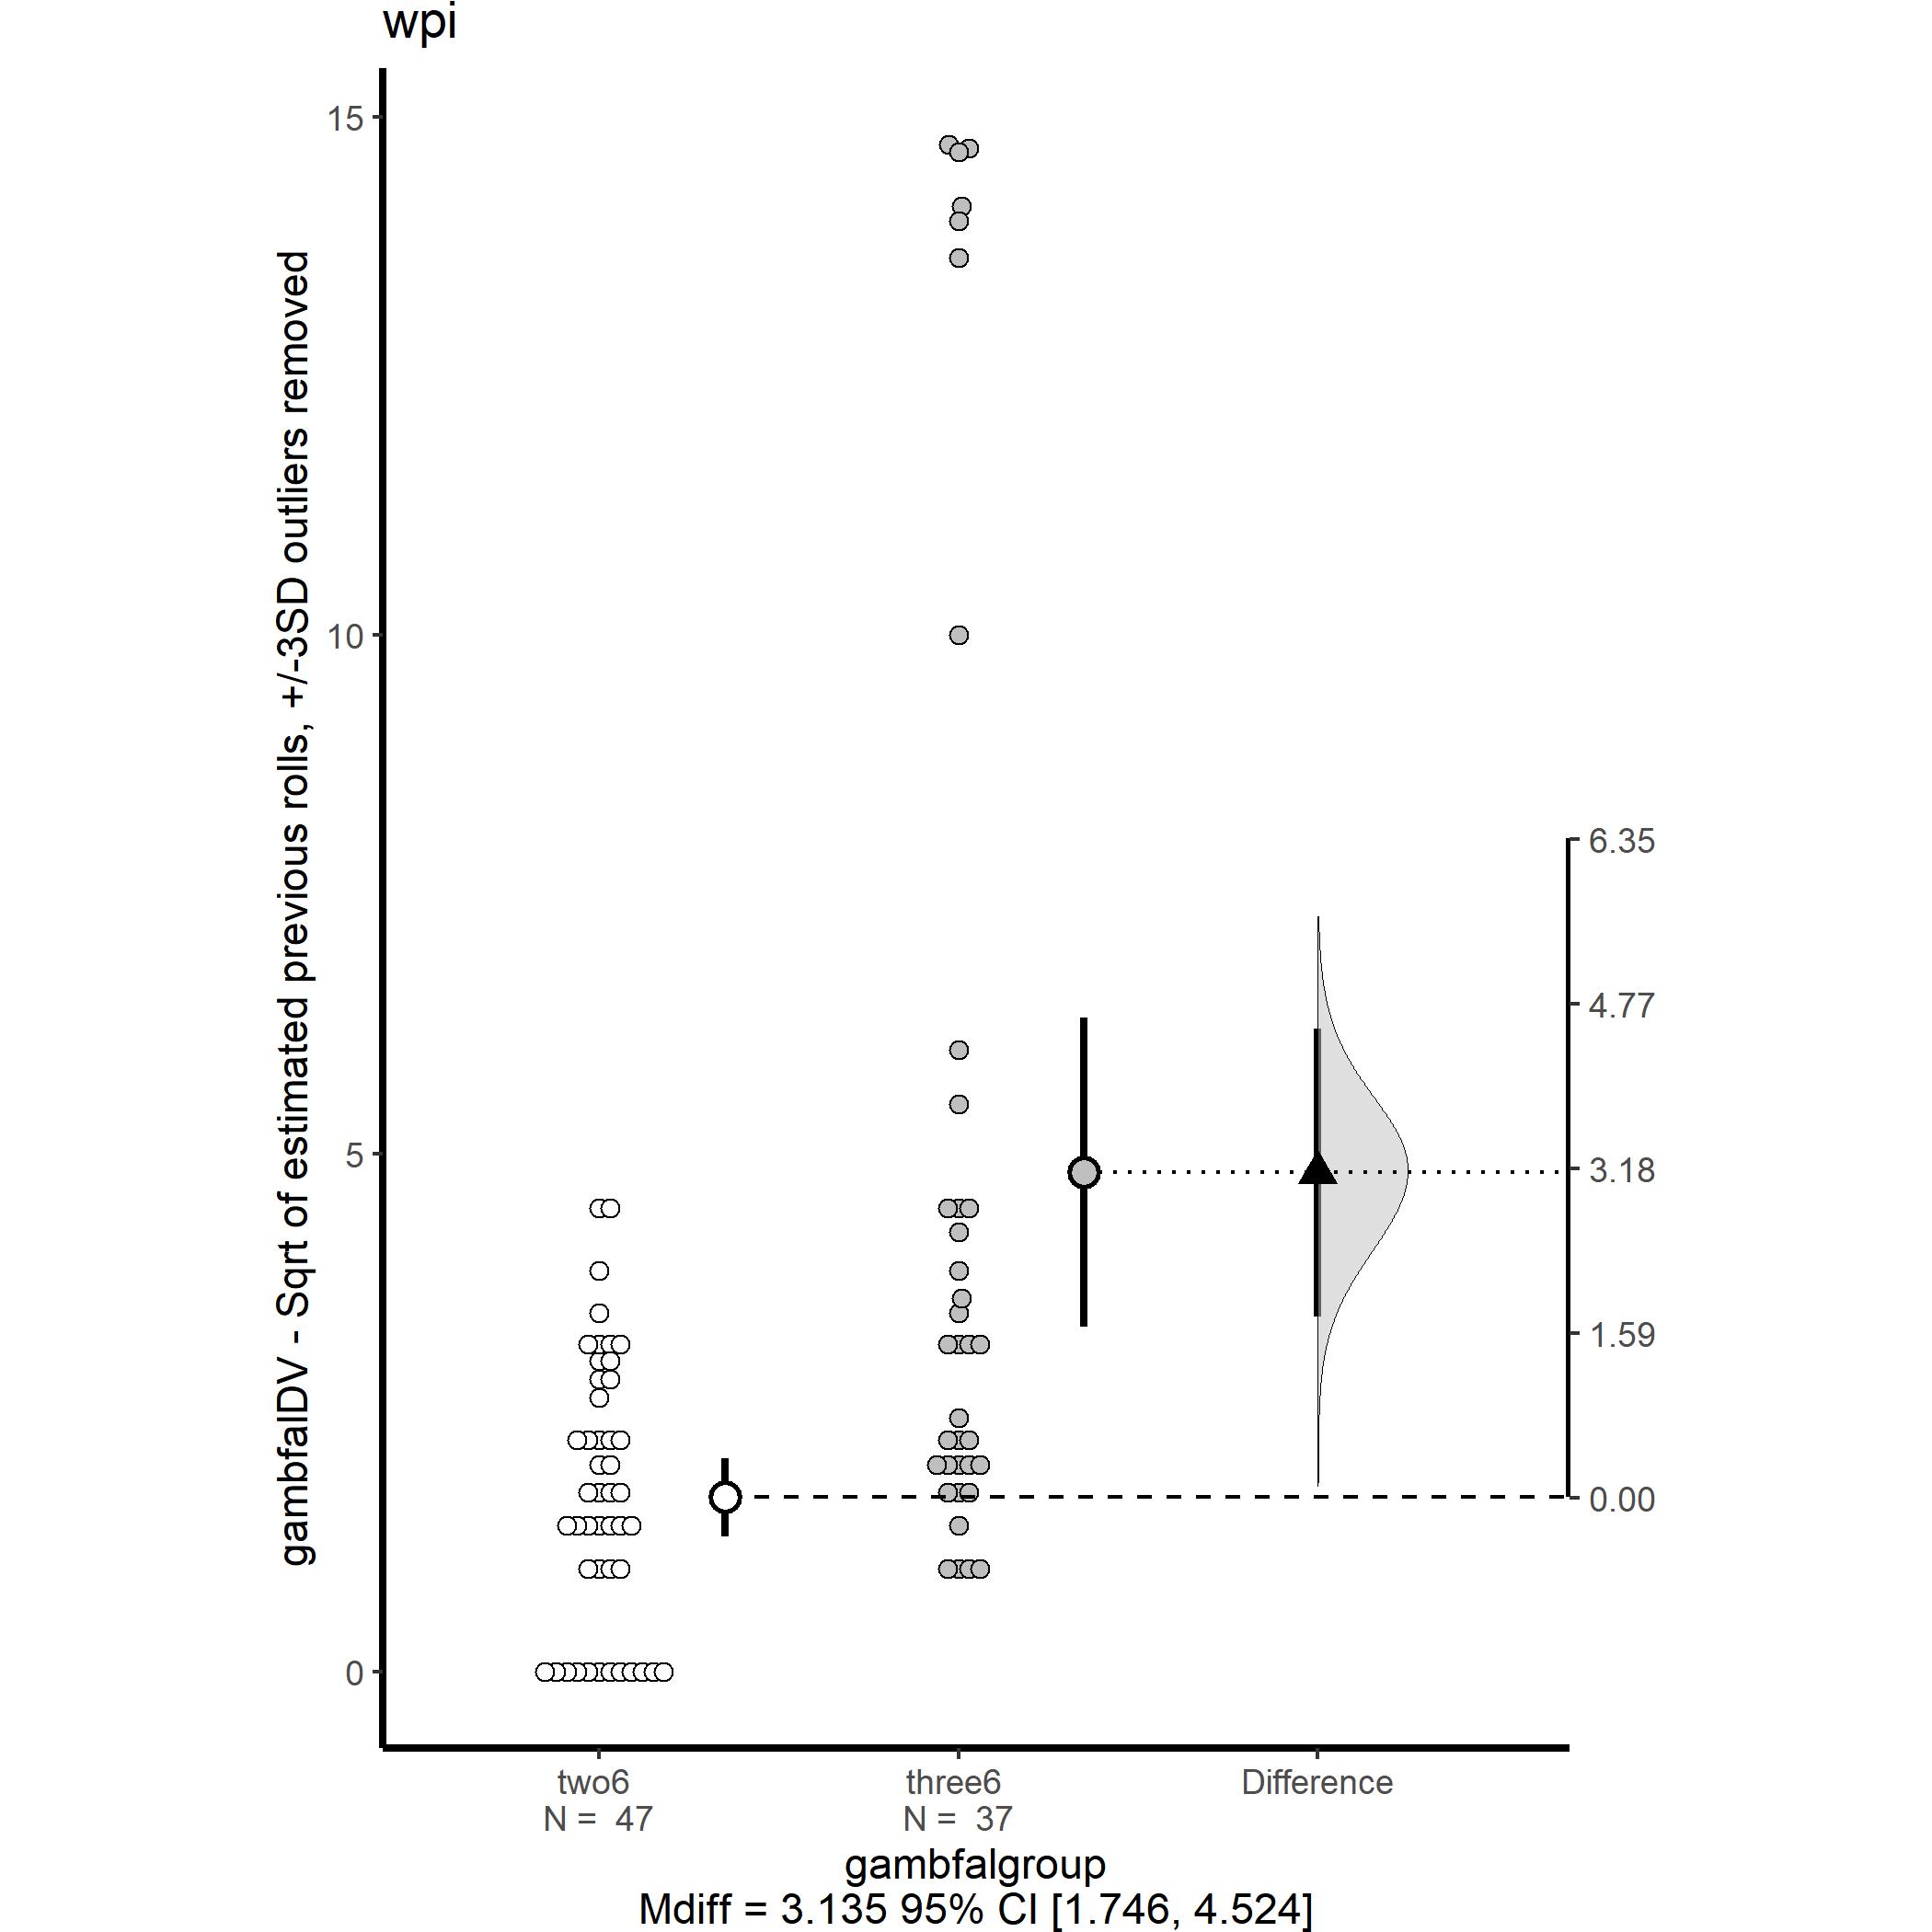 wpi
gambfalDV - Sqrt of estimated previous rolls, +/-3SD outliers removed
15
10
5
0
6.35
4.77
3.18
1.59
0.00
two6
N =  47
three6
N =  37
Difference
gambfalgroup
Mdiff = 3.135 95% CI [1.746, 4.524]